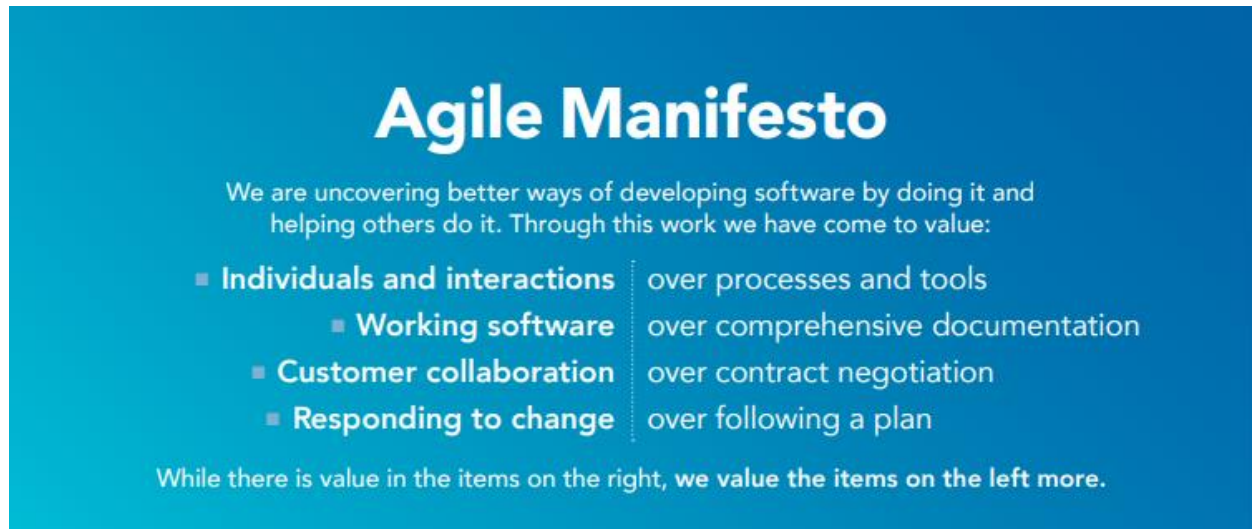 Agile Manifesto
We are uncovering better ways of developing software by doing it and
helping others do it. Through this work we have come to value:
Individuals and interactions over processes and tools
Working software over comprehensive documentation
Customer collaboration over contract negotiation
Responding to change over following a plan
While there is value in the items on the right, we value the items on the left more.